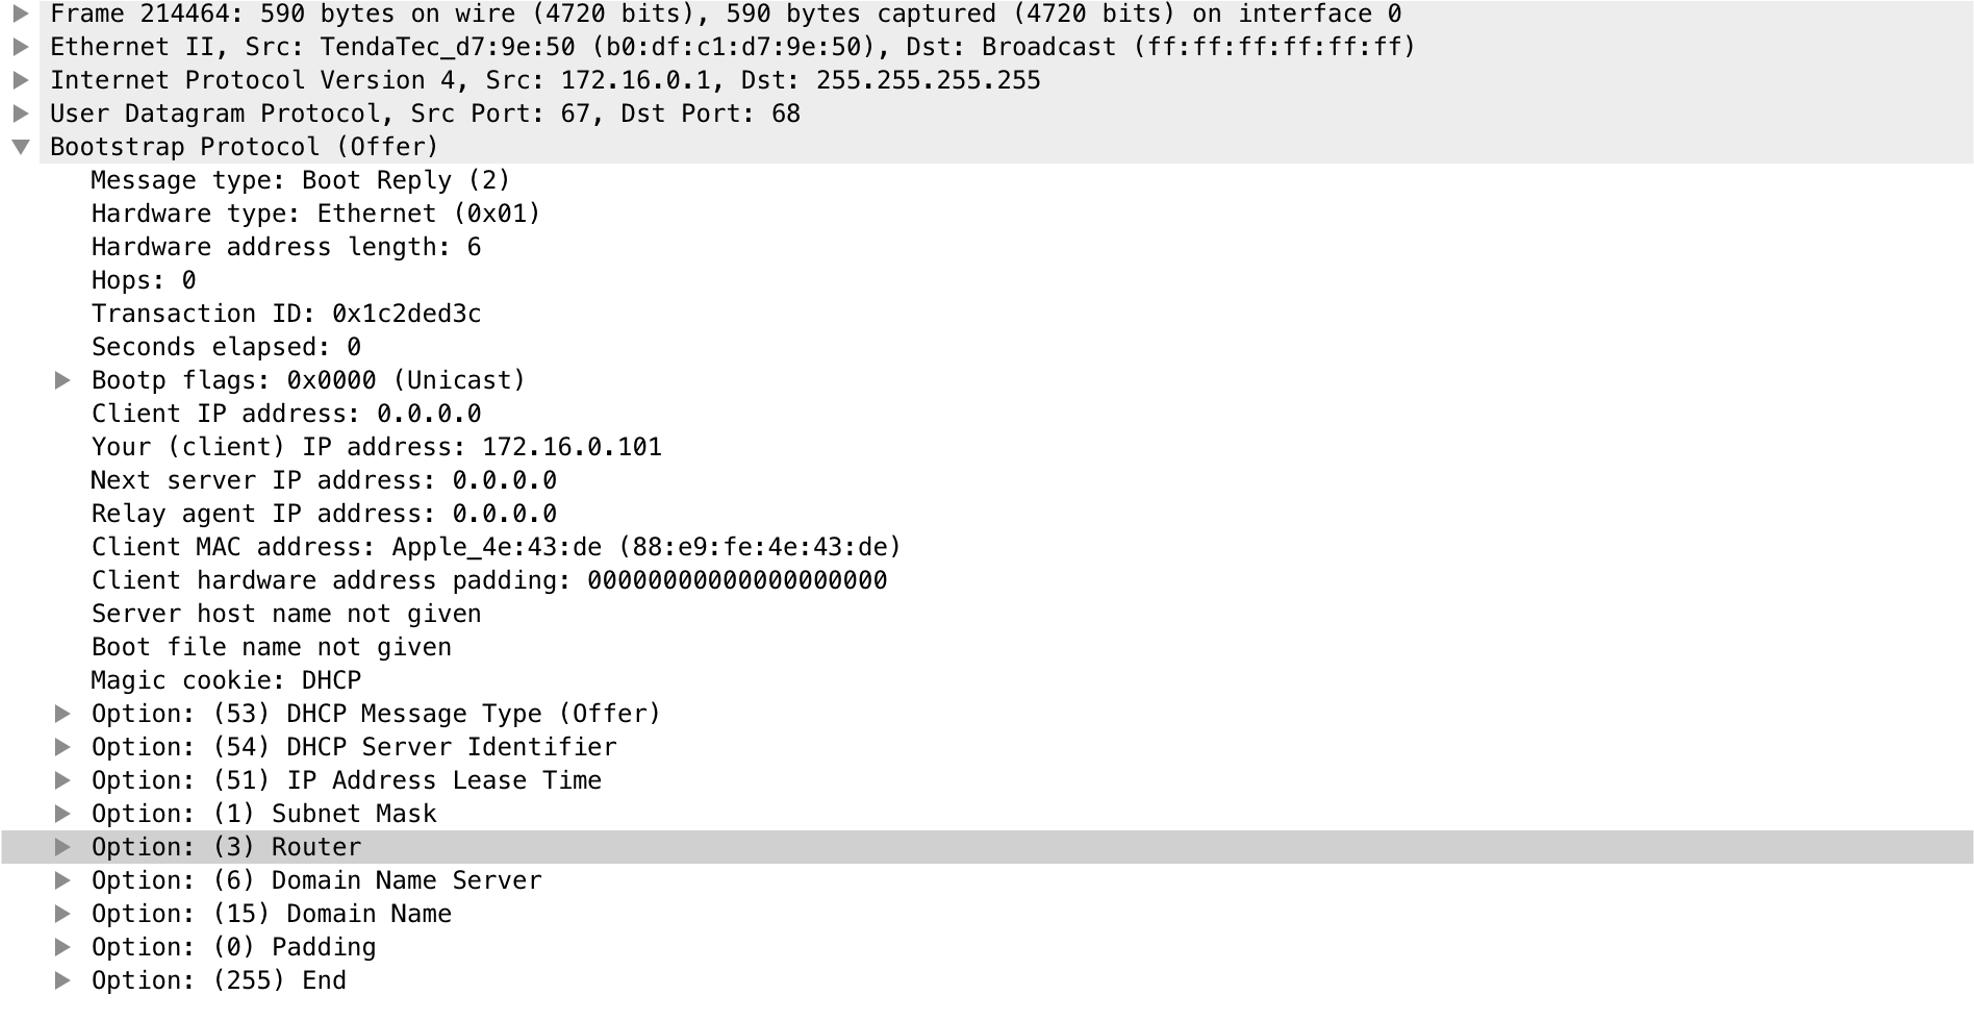 Frame 214464: 590 bytes on wire (4720 bits), 590 bytes captured (4720 bits) on interface 0
Ethernet II, Src: TendaTec_d7:9e:50 (b0:df:c1:d7:9e:50), Dst: Broadcast (ff:ff:ff:ff:ff:ff)
Internet Protocol Version 4, Src: 172.16.0.1, Dst: 255.255.255.255
User Datagram Protocol, Src Port: 67, Dst Port: 68
Bootstrap Protocol (Offer)
Message type: Boot Reply (2)
Hardware type: Ethernet (0x01)
Hardware address length: 6
Hops: 0
Transaction ID: 0x1c2ded3c
Seconds elapsed: 0
Bootp flags: 0x0000 (Unicast)
Client IP address: 0.0.0.0
Your (client) IP address: 172.16.0.101
Next server IP address: 0.0.0.0
Relay agent IP address: 0.0.0.0
Client MAC address: Apple_4e:43:de (88:e9:fe:4e:43:de)
Client hardware address padding: 00000000000000000000
Server host name not given
Boot file name not given
Magic cookie: DHCP
Option: (53) DHCP Message Type (Offer)
Option: (54) DHCP Server Identifier
Option: (51) IP Address Lease Time
Option: (1) Subnet Mask
Option: (3) Router
Option: (6) Domain Name Server
Option: (15) Domain Name
Option: (0) Padding
Option: (255) End